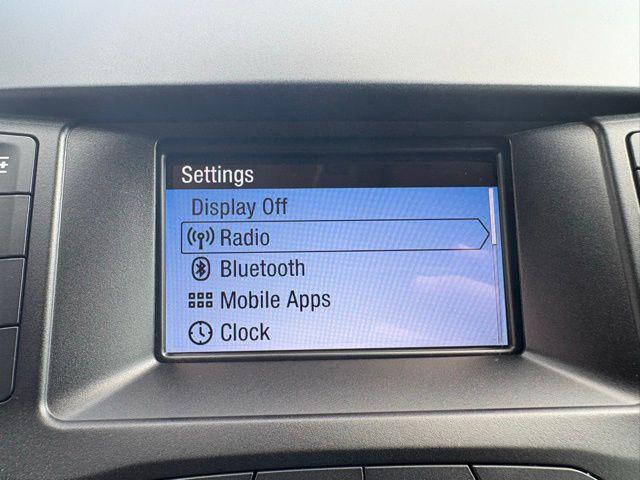 Settings
Display Off
Radio
Bluetooth
Mobile Apps
Clock